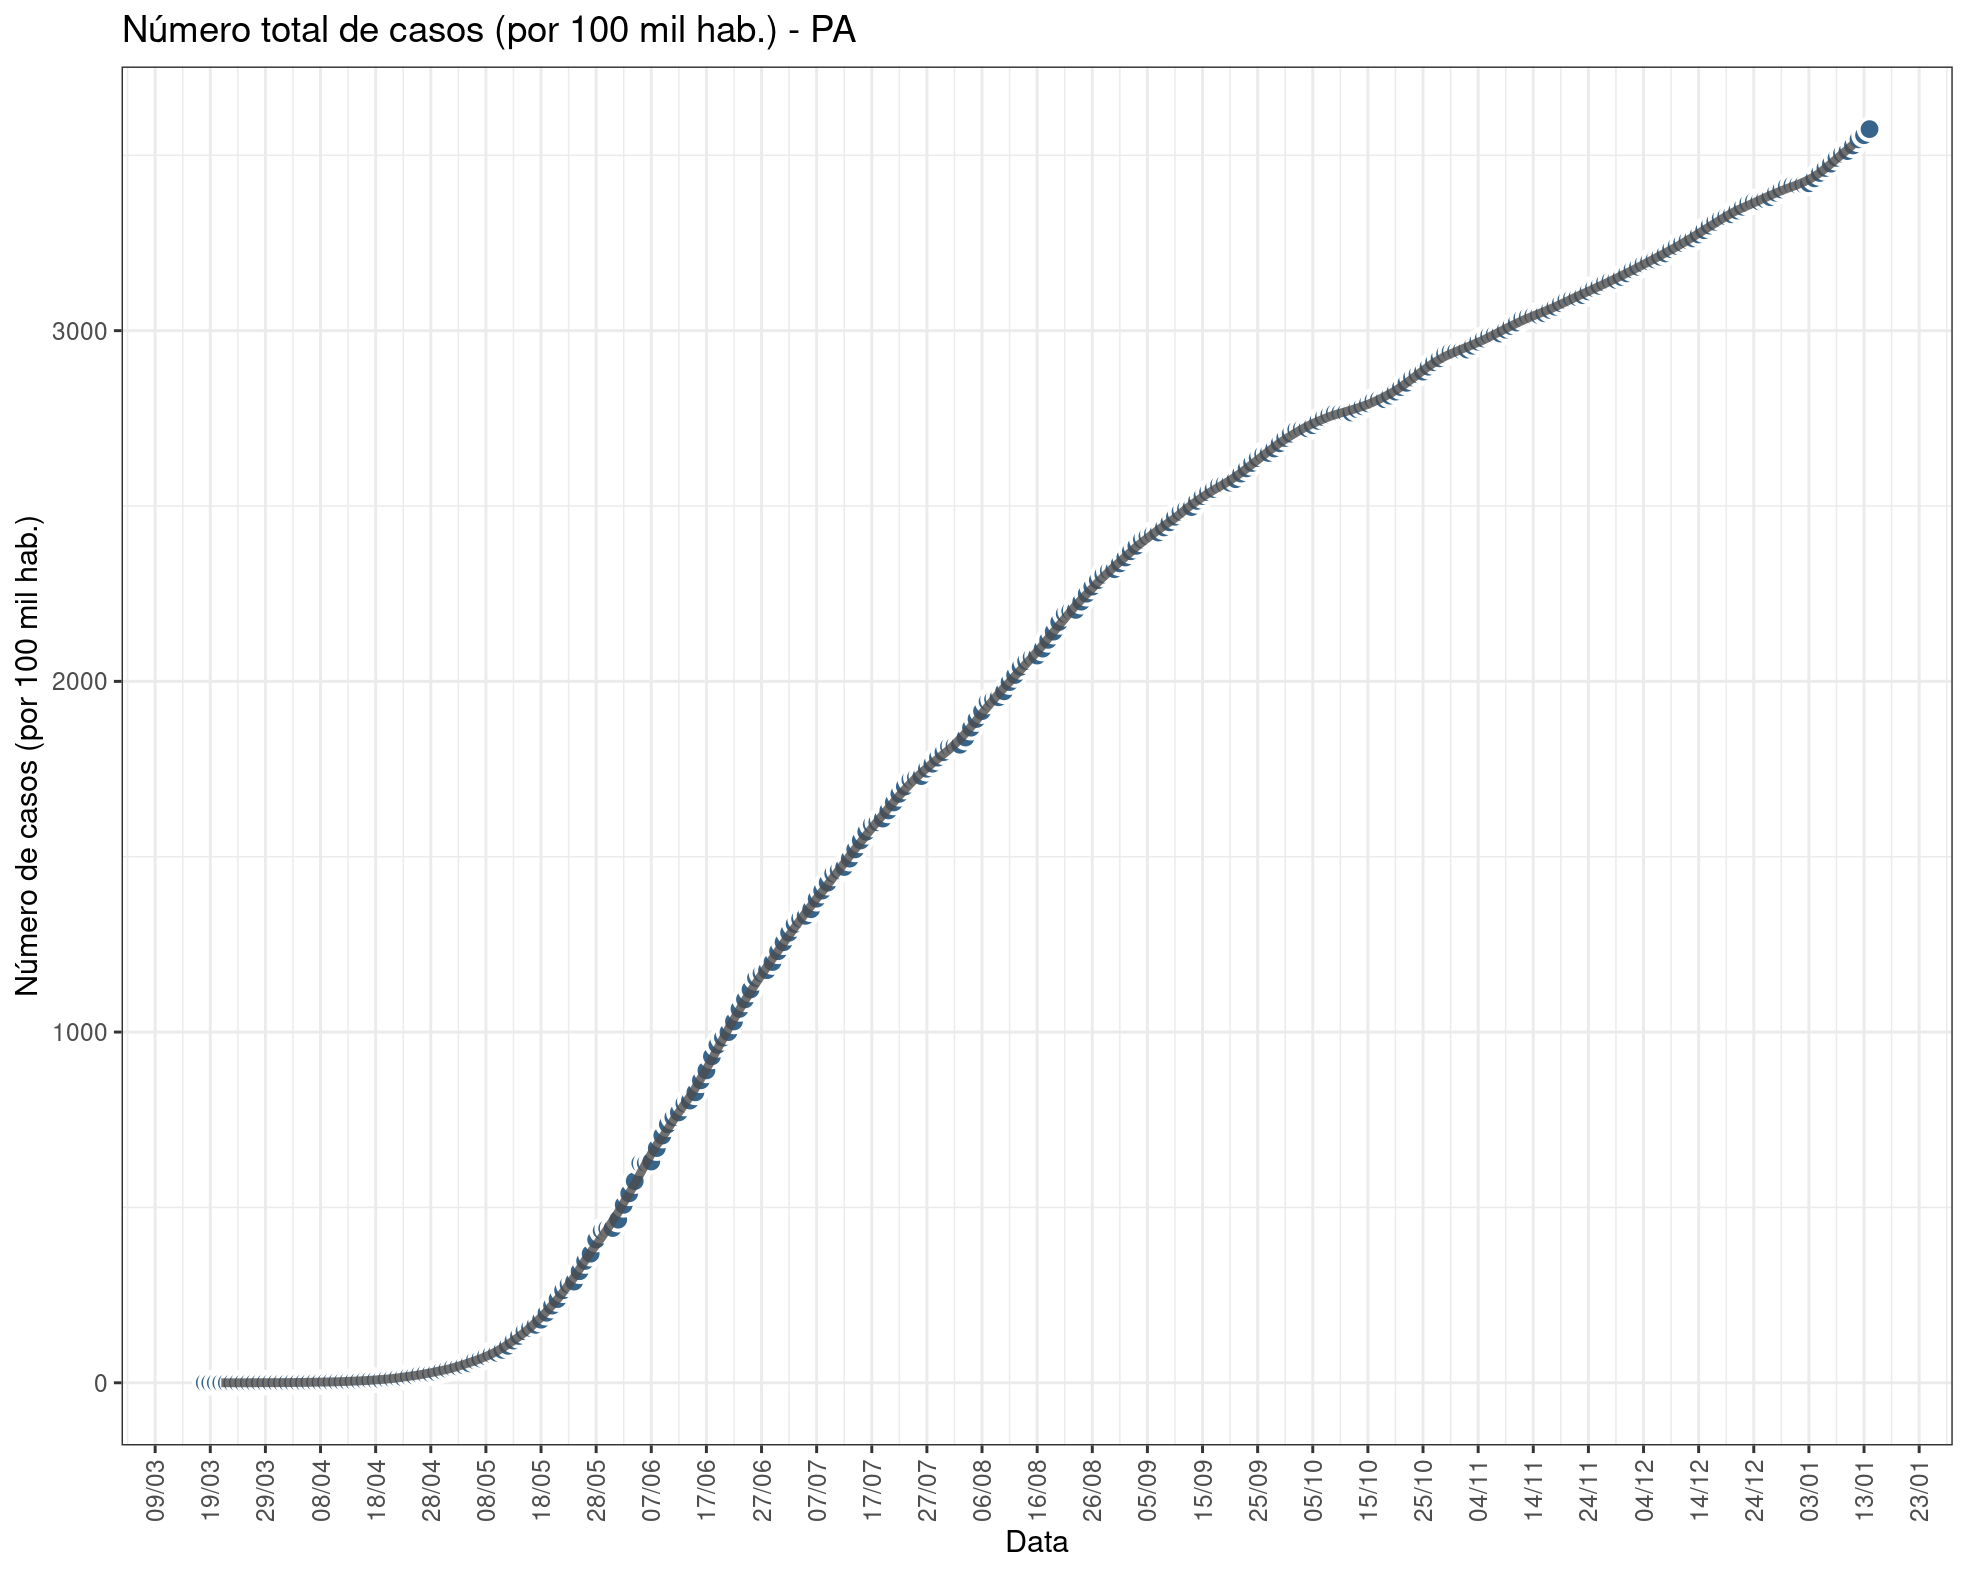 Número total de casos (por 100 mil hab.) - PA
Número de casos (por 100 mil hab.)
3000
2000
1000
0
09/03 19/03 29/03 08/04 18/04 28/04 08/05 18/05 28/05 07/06 17/06 27/06 07/07 17/07 27/07 06/08 16/08 26/08 05/09 15/09 25/09 05/10 15/10 25/10 04/11 14/11 24/11 04/12 14/12 24/12 03/01 13/01 23/01
Data